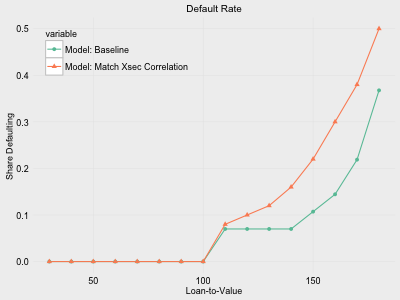 Default Rate
variable
Model: Baseline
Model: Match Xsec Correlation
Share Defaulting
0.5
0.4
0.3
0.2
0.1
0.0
50
100
150
Loan-to-Value